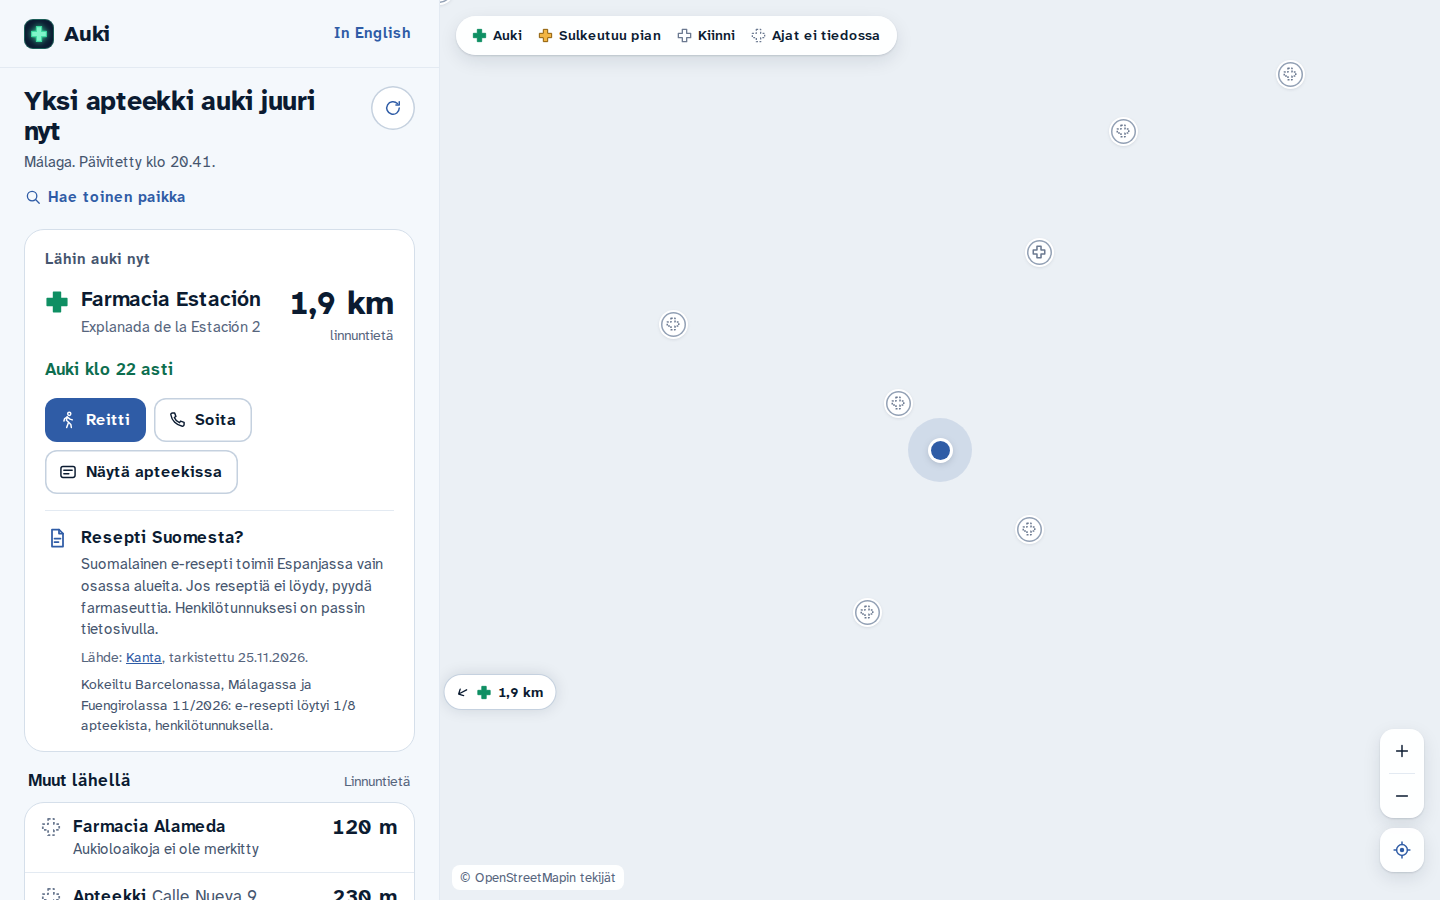 Auki
In English
Yksi apteekki auki juuri
nyt
Málaga. Päivitetty klo 20.41.
Hae toinen paikka
Lähin auki nyt
Farmacia Estación
1,9 km
Explanada de la Estación 2
linnuntietä
Auki klo 22 asti
Reitti
Soita
Näytä apteekissa
Resepti Suomesta?
Suomalainen e-resepti toimii Espanjassa vain
osassa alueita. Jos reseptiä ei löydy, pyydä
farmaseuttia. Henkilötunnuksesi on passin
tietosivulla.
Lähde: Kanta, tarkistettu 25.11.2026.
Kokeiltu Barcelonassa, Málagassa ja
Fuengirolassa 11/2026: e-resepti löytyi 1/8
apteekista, henkilötunnuksella.
Muut lähellä
Linnuntietä
Farmacia Alameda
120 m
Aukioloaikoja ei ole merkitty
Apteekki Calle Nueva 9
230 m
Auki
Sulkeutuu pian
Kiinni
Ajat ei tiedossa
1,9 km
+
−
© OpenStreetMapin tekijät